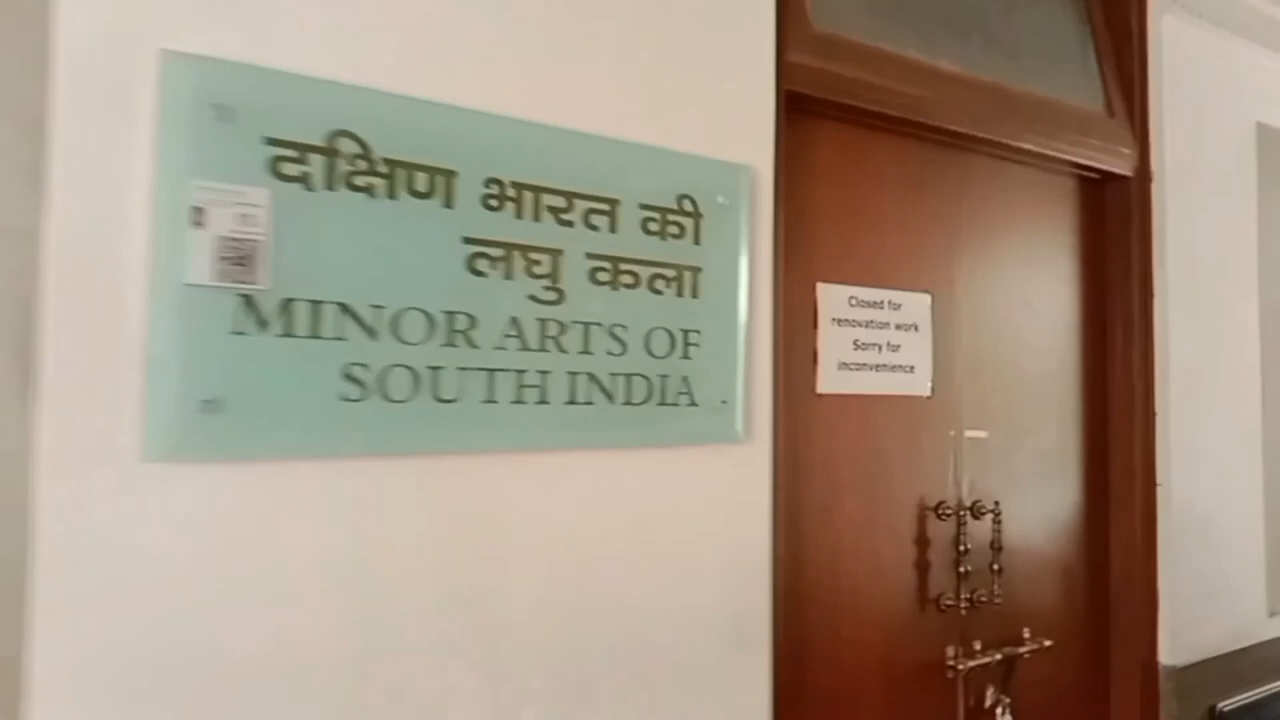 दक्षिण भारत की
लघु कला
MINOR ARTS OF
SOUTH INDIA
Closed for
renovation work
Sorry for
inconvenience